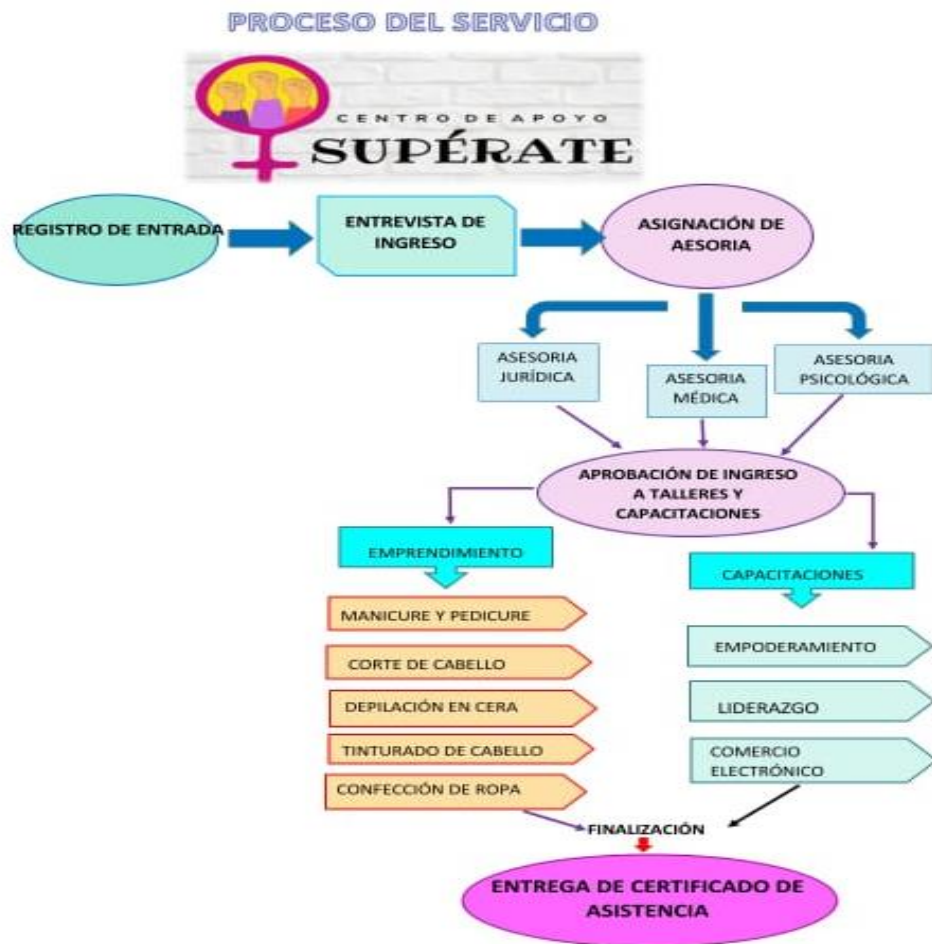 PROCESO DEL SERVICIO
CENTRO DE APOYO
SUPÉRATE
REGISTRO DE ENTRADA
ENTREVISTA DE
INGRESO
ASIGNACIÓN DE
AESORIA
ASESORIA
JURÍDICA
ASESORIA
MÉDICA
ASESORIA
PSICOLÓGICA
APROBACIÓN DE INGRESO
A TALLERES Y
CAPACITACIONES
EMPRENDIMIENTO
MANICURE Y PEDICURE
CORTE DE CABELLO
DEPILACIÓN EN CERA
TINTURADO DE CABELLO
CONFECCIÓN DE ROPA
CAPACITACIONES
EMPODERAMIENTO
LIDERAZGO
COMERCIO
ELECTRÓNICO
FINALIZACIÓN
ENTREGA DE CERTIFICADO DE
ASISTENCIA